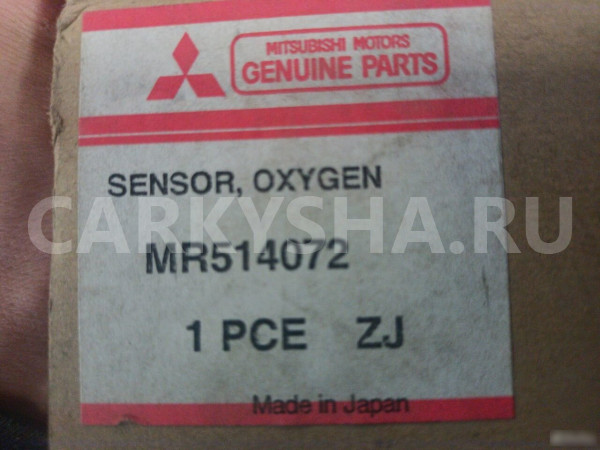 MITSUBISHI MOTORS
GENUINE PARTS
SENSOR, OXYGEN
CARKYSHA.RU
MR514072
1 PCE ZJ
Made in Japan